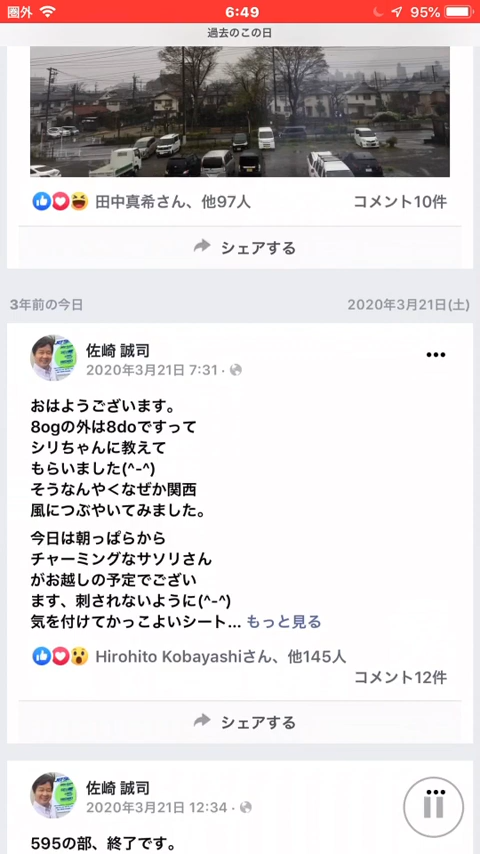 圏外 6:49 95%
過去のこの日
田中真希さん、他97人 コメント10件
シェアする
3年前の今日 2020年3月21日(土)
佐崎 誠司
2020年3月21日 7:31 ·
おはようございます。
8ogの外は8doですって
シリちゃんに教えて
もらいました(^-^)
そうなんやくなぜか関西
風につぶやいてみました。
今日は朝っぱらから
チャーミングなサソリさん
がお越しの予定でござい
ます、刺されないように(^-^)
気を付けてかっこよいシート... もっと見る
Hirohito Kobayashiさん、他145人
コメント12件
シェアする
佐崎 誠司
2020年3月21日 12:34 ·
595の部、終了です。